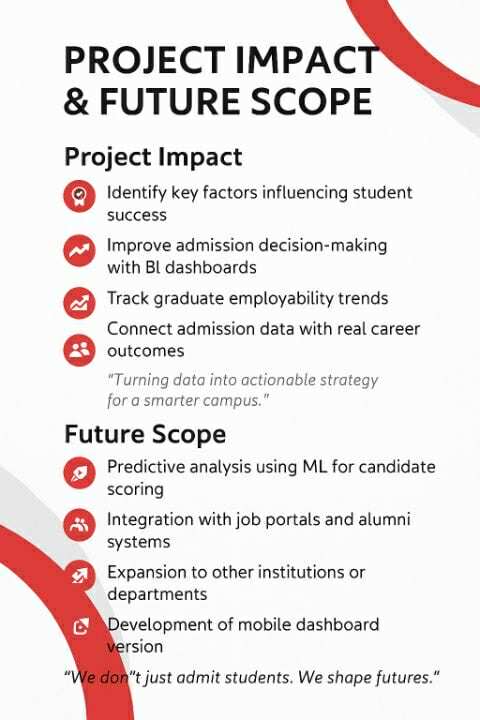 PROJECT IMPACT
& FUTURE SCOPE
Project Impact
Identify key factors influencing student
success
Improve admission decision-making
with BI dashboards
Track graduate employability trends
Connect admission data with real career
outcomes
“Turning data into actionable strategy
for a smarter campus.”
Future Scope
Predictive analysis using ML for candidate
scoring
Integration with job portals and alumni
systems
Expansion to other institutions or
departments
Development of mobile dashboard
version
“We don”t just admit students. We shape futures.”